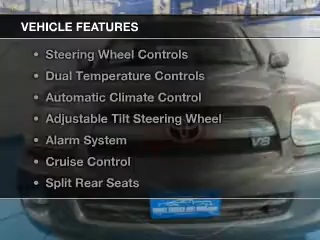 VEHICLE FEATURES
• Steering Wheel Controls
• Dual Temperature Controls
• Automatic Climate Control
• Adjustable Tilt Steering Wheel
• Alarm System
V8
• Cruise Control
• Split Rear Seats